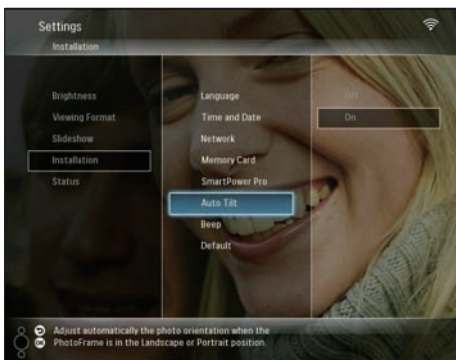 Settings
Installation
Brightness
Viewing Format
Slideshow
Installation
Status
Language
Time and Date
Network
Memory Card
SmartPower Pro
Auto Tilt
Beep
Default
Off
On
Adjust automatically the photo orientation when the
OK PhotoFrame is in the Landscape or Portrait position.